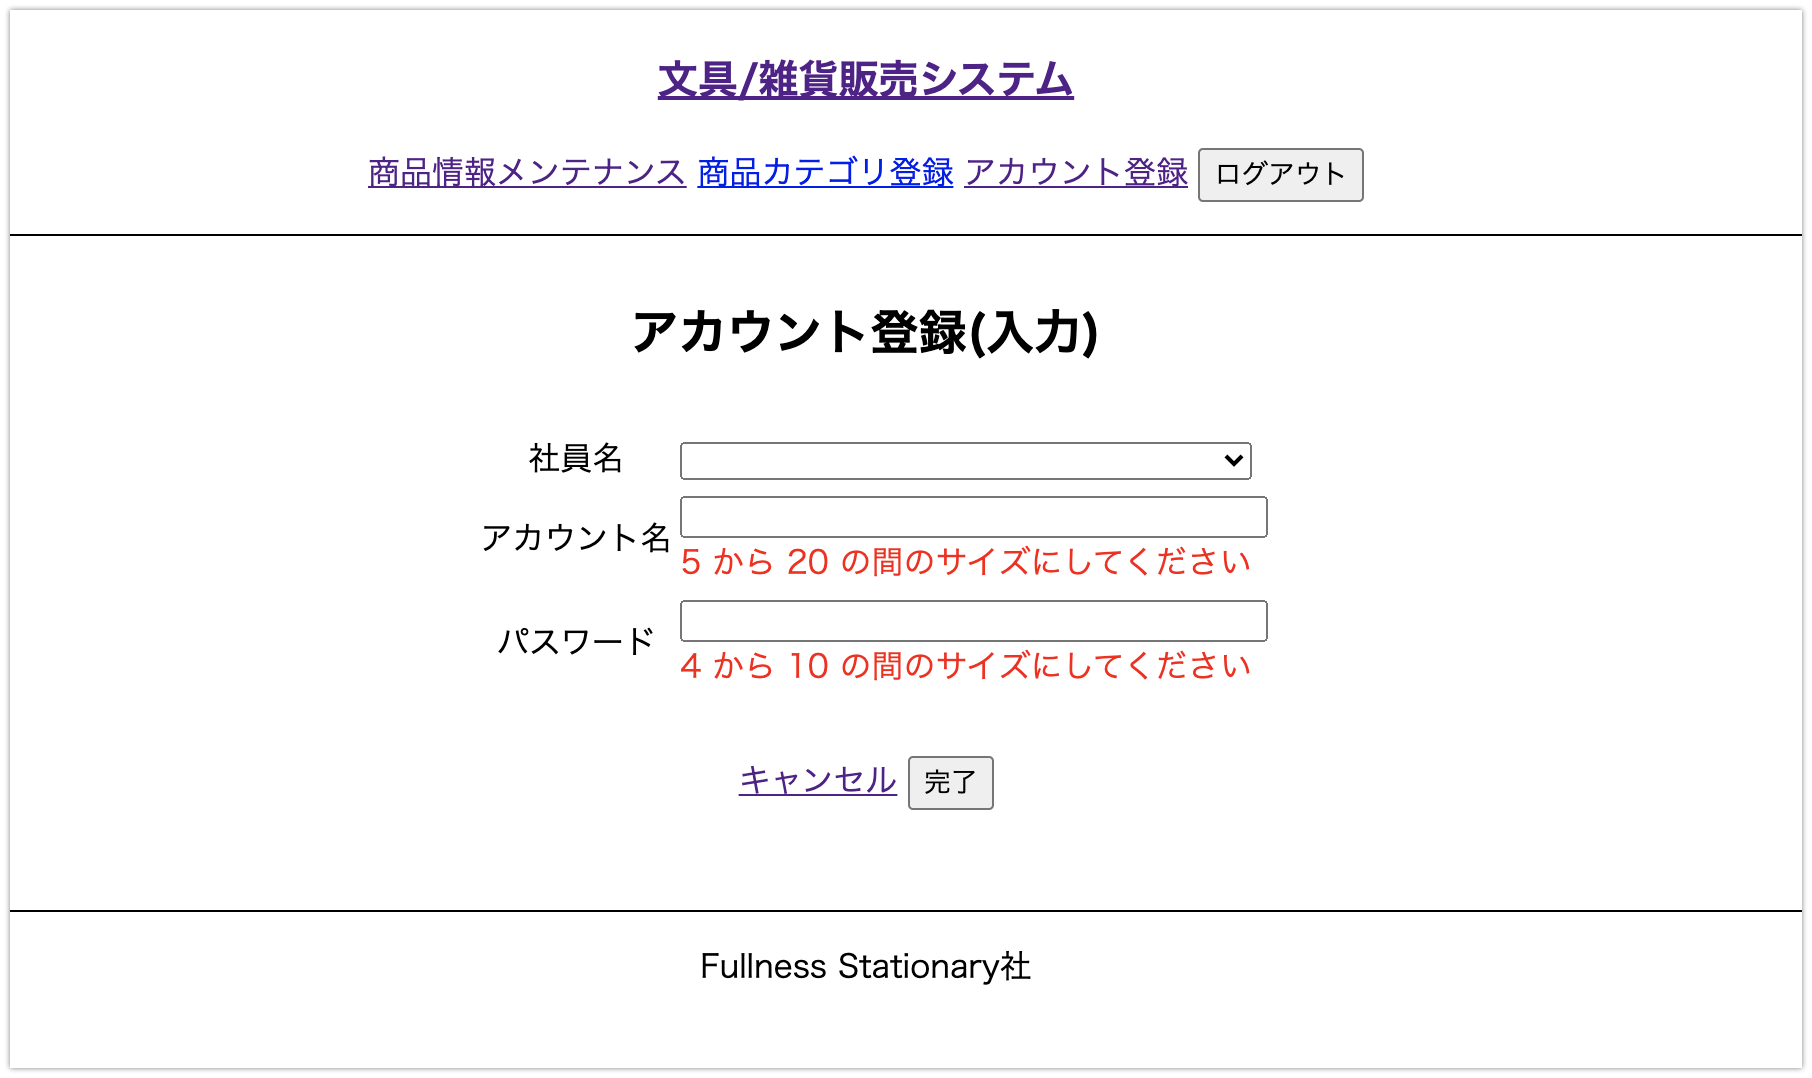 文具/雑貨販売システム
商品情報メンテナンス 商品カテゴリ登録 アカウント登録 ログアウト
アカウント登録(入力)
社員名
アカウント名
5 から 20 の間のサイズにしてください
パスワード
4 から 10 の間のサイズにしてください
キャンセル 完了
Fullness Stationary社